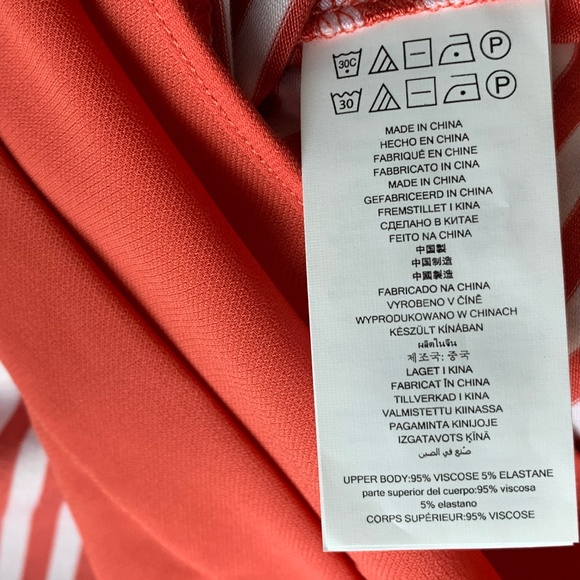 30C P
30 P
MADE IN CHINA
HECHO EN CHINA
FABRIQUÉ EN CHINE
FABBRICATO IN CINA
MADE IN CHINA
GEFABRICEERD IN CHINA
FREMSTILLET I KINA
СДЕЛАНО В КИТАЕ
FEITO NA CHINA
中国製
中国制造
中國製造
FABRICADO NA CHINA
VYROBENO V ČÍNĚ
WYPRODUKOWANO W CHINACH
KÉSZÜLT KÍNÁBAN
ผลิตในจีน
제조국: 중국
LAGET I KINA
FABRICAT ÎN CHINA
TILLVERKAD I KINA
VALMISTETTU KIINASSA
PAGAMINTA KINIJOJE
IZGATAVOTS ĶĪNĀ
صنع في الصين
UPPER BODY:95% VISCOSE 5% ELASTANE
parte superior del cuerpo:95% viscosa
5% elastano
CORPS SUPÉRIEUR:95% VISCOSE